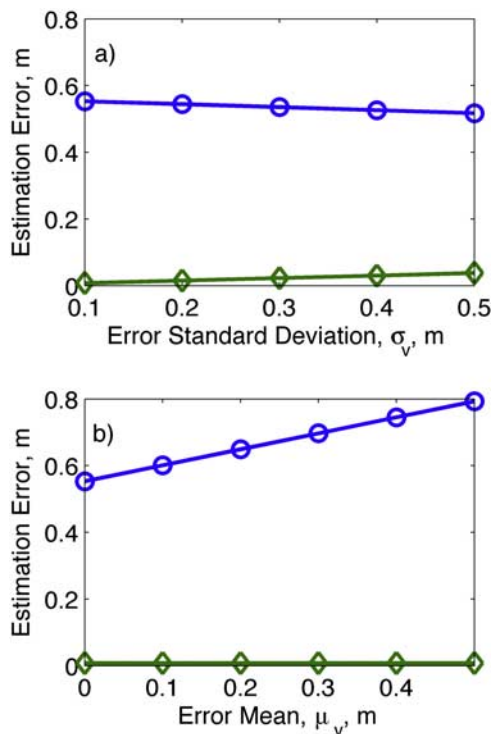 a)
Estimation Error, m
0.8
0.6
0.4
0.2
0
0.1 0.2 0.3 0.4 0.5
Error Standard Deviation, σv, m
b)
Estimation Error, m
0.8
0.6
0.4
0.2
0
0 0.1 0.2 0.3 0.4
Error Mean, μv, m